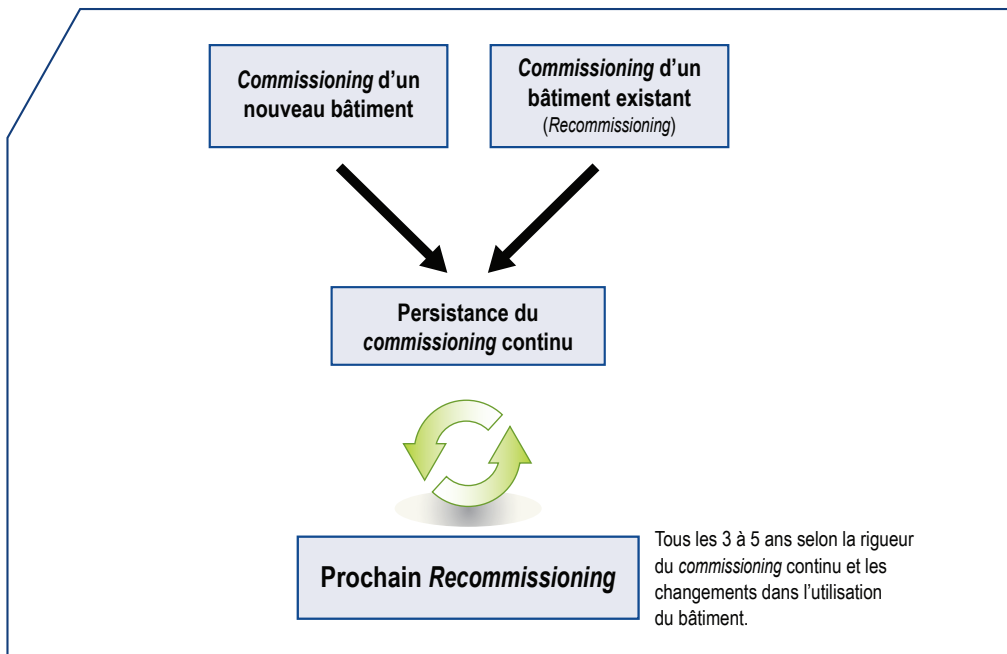 Commissioning d'un
nouveau bâtiment
Commissioning d'un
bâtiment existant
(Recommissioning)
Persistance du
commissioning continu
Prochain Recommissioning
Tous les 3 à 5 ans selon la rigueur
du commissioning continu et les
changements dans l'utilisation
du bâtiment.